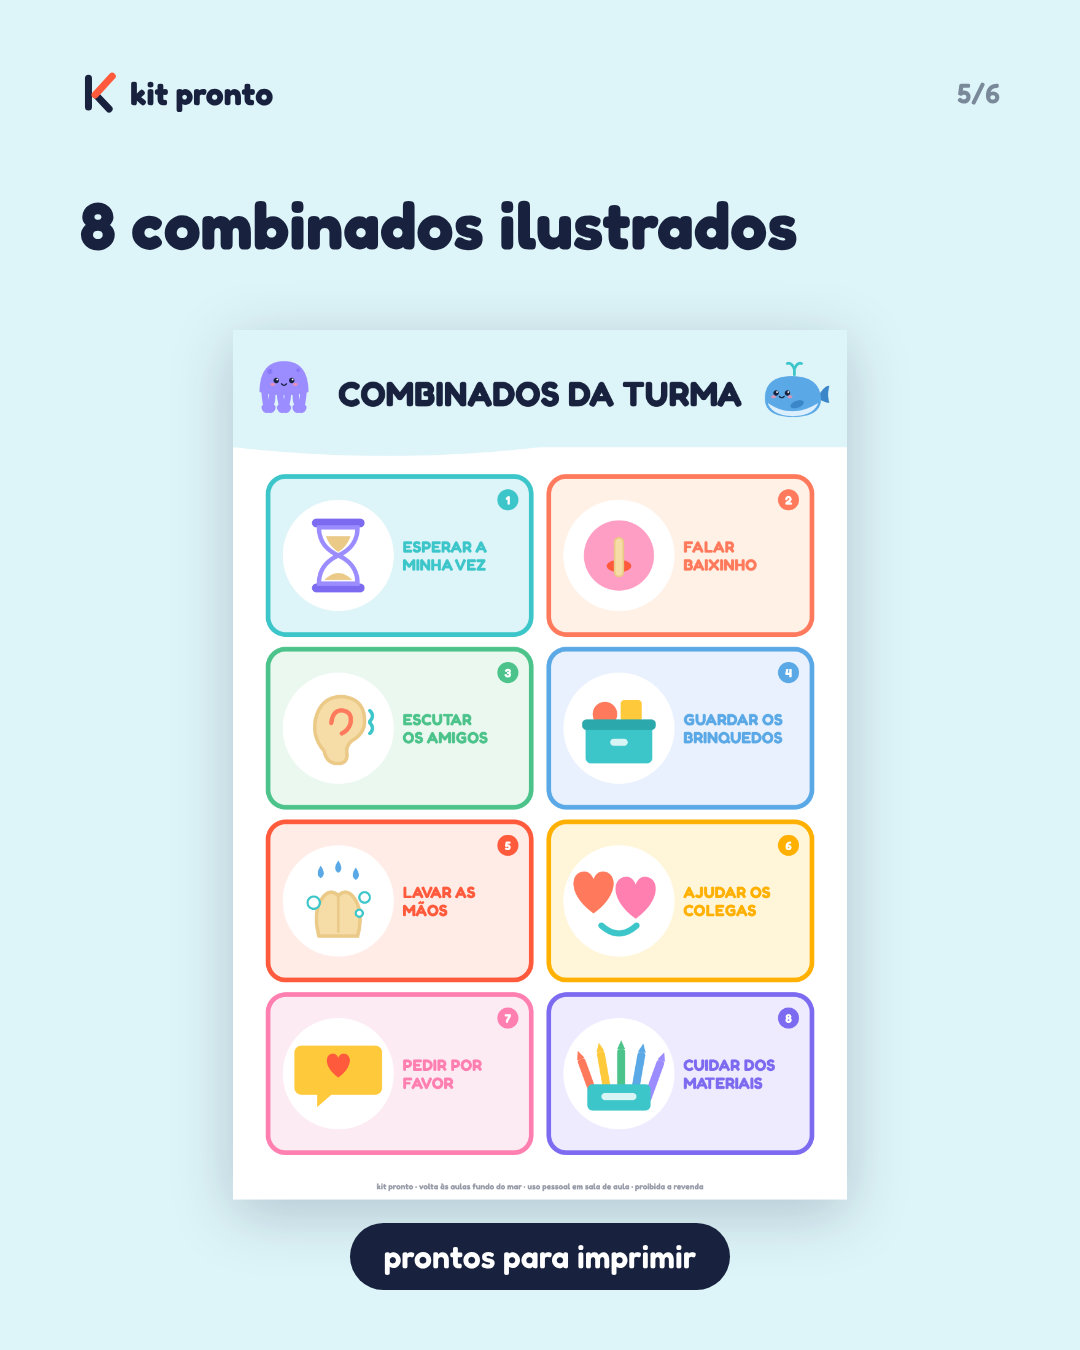 kit pronto
5/6
8 combinados ilustrados
COMBINADOS DA TURMA
1
ESPERAR A
MINHA VEZ
2
FALAR
BAIXINHO
3
ESCUTAR
OS AMIGOS
4
GUARDAR OS
BRINQUEDOS
5
LAVAR AS
MÃOS
6
AJUDAR OS
COLEGAS
7
PEDIR POR
FAVOR
8
CUIDAR DOS
MATERIAIS
kit pronto · volta às aulas fundo do mar · uso pessoal em sala de aula · proibida a revenda
prontos para imprimir